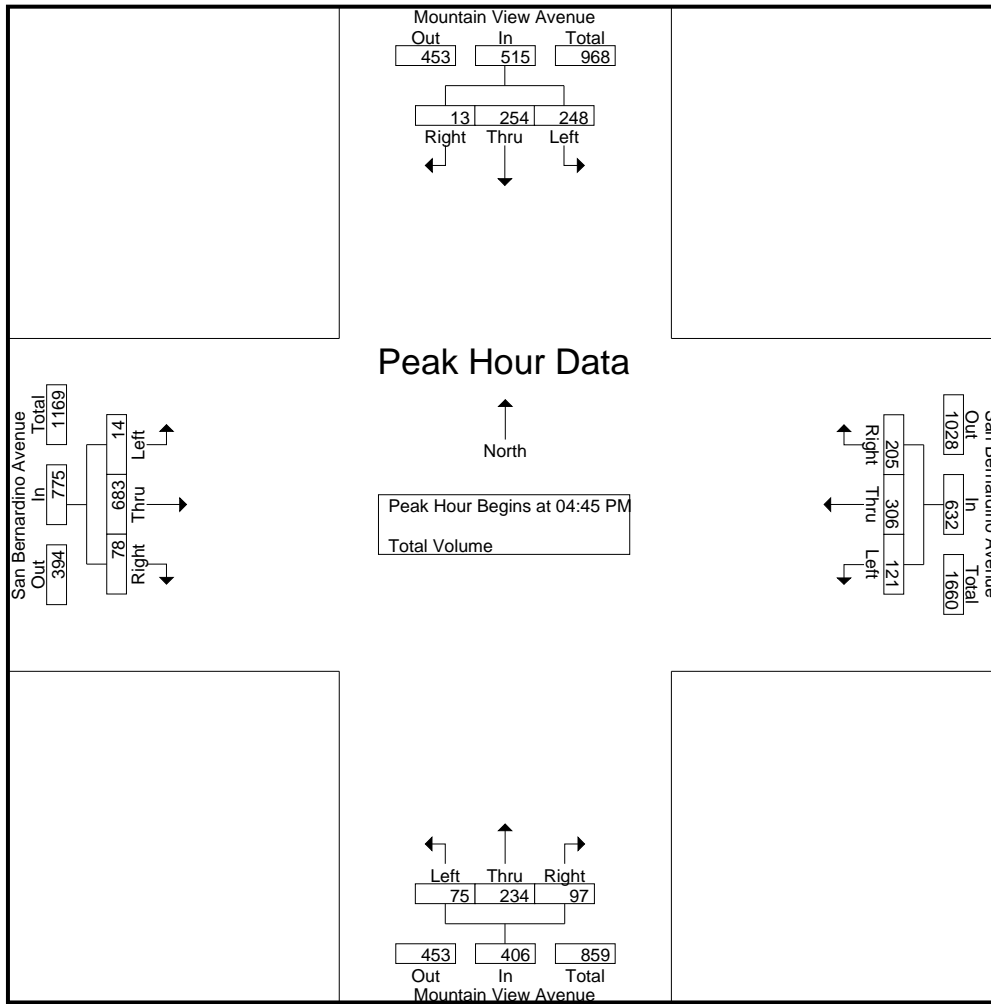 Mountain View Avenue
Out In Total
453 515 968
13 254 248
Right Thru Left
Peak Hour Data
North
Peak Hour Begins at 04:45 PM
Total Volume
San Bernardino Avenue
Total In Out
1169 775 394
14 683 78
Left Thru Right
San Bernardino Avenue
Out In Total
1028 632 1660
205 306 121
Right Thru Left
Left Thru Right
75 234 97
453 406 859
Out In Total
Mountain View Avenue